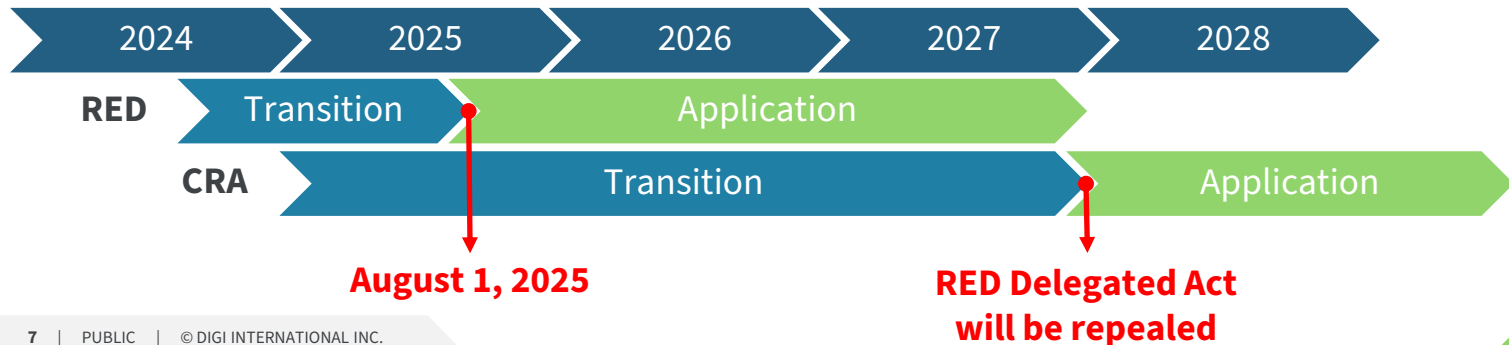 2024 2025 2026 2027 2028
RED Transition Application
CRA Transition Application
August 1, 2025
RED Delegated Act
will be repealed
7 | PUBLIC | © DIGI INTERNATIONAL INC.